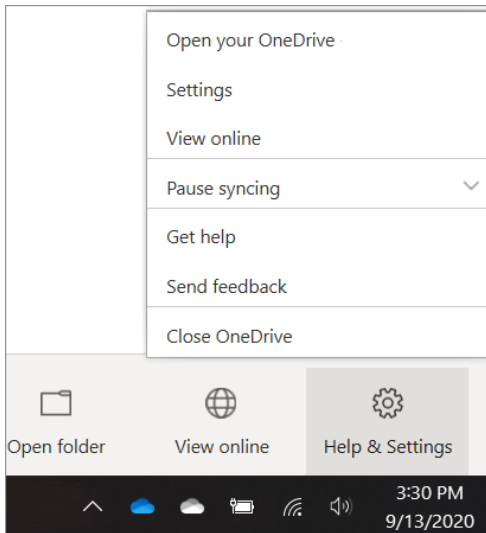 Open your OneDrive
Settings
View online
Pause syncing
Get help
Send feedback
Close OneDrive
Open folder
View online
Help & Settings
3:30 PM
9/13/2020